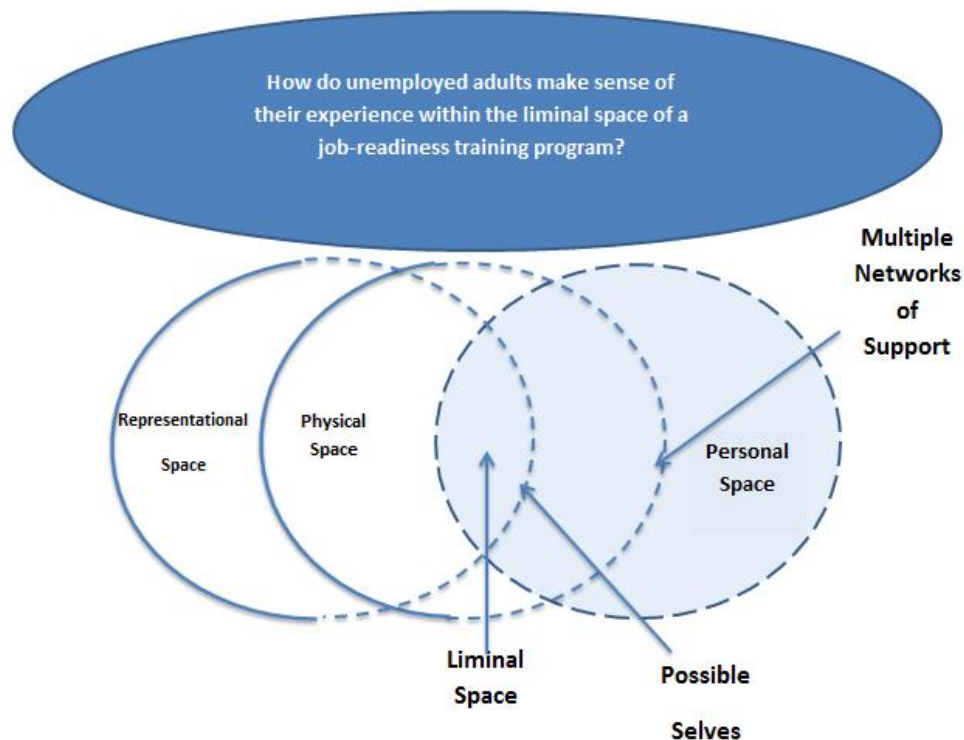 How do unemployed adults make sense of
their experience within the liminal space of a
job-readiness training program?
Multiple
Networks
of
Support
Representational
Space
Physical
Space
Personal
Space
Liminal
Space
Possible
Selves